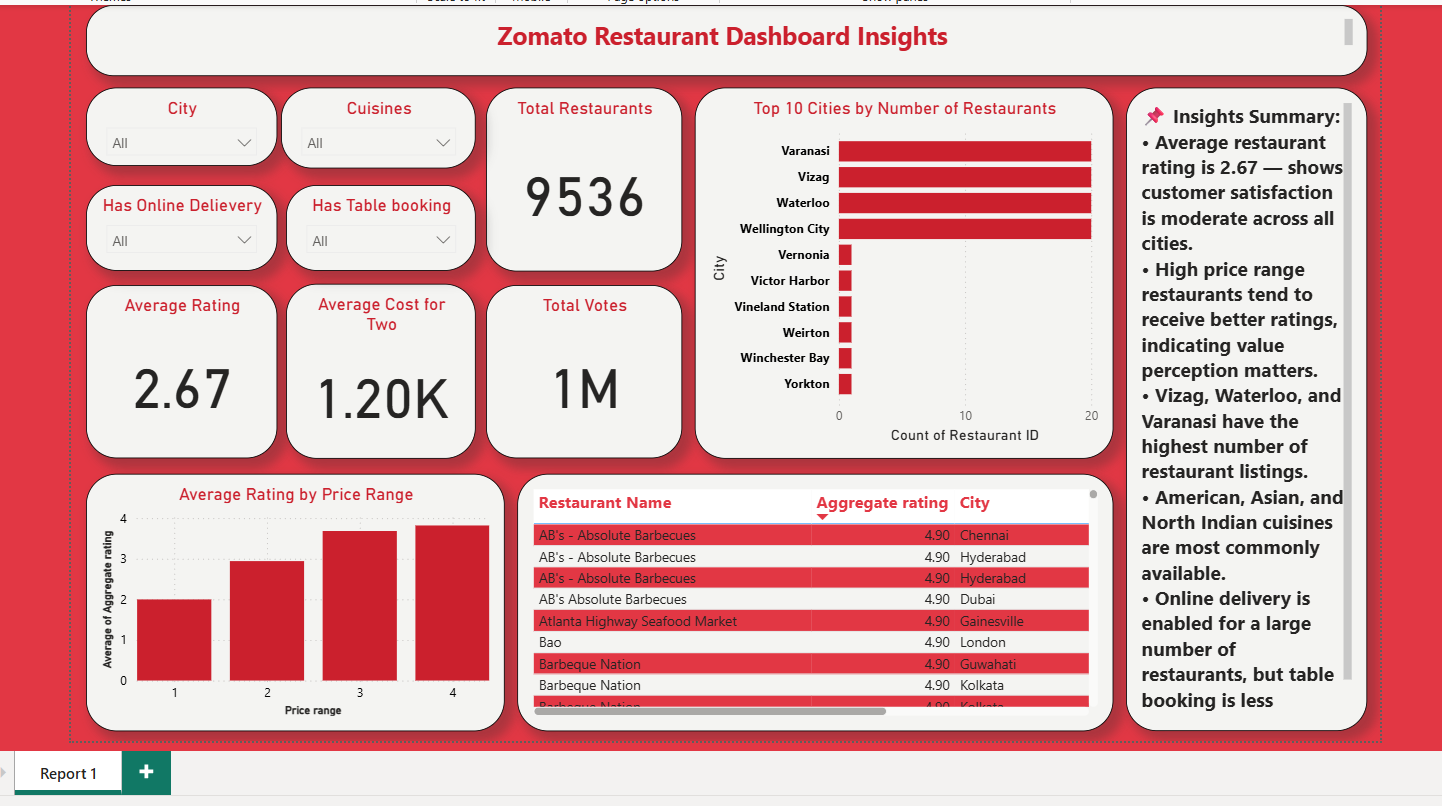 Zomato Restaurant Dashboard Insights
City
All
Cuisines
All
Has Online Delievery
All
Has Table booking
All
Total Restaurants
9536
Average Rating
2.67
Average Cost for
Two
1.20K
Total Votes
1M
Top 10 Cities by Number of Restaurants
City
Varanasi
Vizag
Waterloo
Wellington City
Vernonia
Victor Harbor
Vineland Station
Weirton
Winchester Bay
Yorkton
0 10 20
Count of Restaurant ID
📌 Insights Summary:
• Average restaurant
rating is 2.67 — shows
customer satisfaction
is moderate across all
cities.
• High price range
restaurants tend to
receive better ratings,
indicating value
perception matters.
• Vizag, Waterloo, and
Varanasi have the
highest number of
restaurant listings.
• American, Asian, and
North Indian cuisines
are most commonly
available.
• Online delivery is
enabled for a large
number of
restaurants, but table
booking is less
Average Rating by Price Range
Average of Aggregate rating
4
3
2
1
0
1 2 3 4
Price range
Restaurant Name Aggregate rating City
AB's - Absolute Barbecues 4.90 Chennai
AB's - Absolute Barbecues 4.90 Hyderabad
AB's - Absolute Barbecues 4.90 Hyderabad
AB's Absolute Barbecues 4.90 Dubai
Atlanta Highway Seafood Market 4.90 Gainesville
Bao 4.90 London
Barbeque Nation 4.90 Guwahati
Barbeque Nation 4.90 Kolkata
Barbeque Nation 4.90 Kolkata
Report 1
+